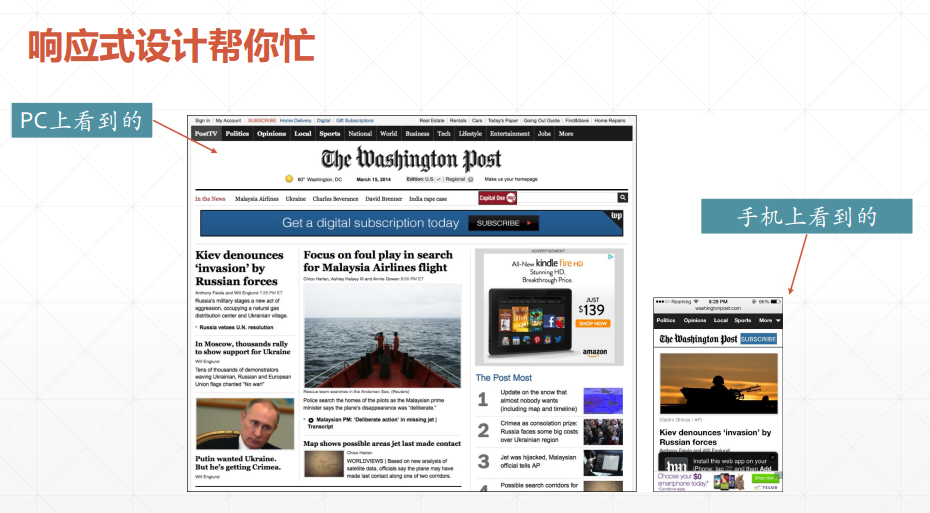 响应式设计帮你忙
PC上看到的
Sign In My Account SUBSCRIBE: Home Delivery Digital Gift Subscriptions Real Estate Rentals Cars Today's Paper Going Out Guide Find&Save Home Repairs
PostTV Politics Opinions Local Sports National World Business Tech Lifestyle Entertainment Jobs More
The Washington Post
60° Washington, DC March 15, 2014 Edition: U.S. Regional Make us your homepage
In the News Malaysia Airlines Ukraine Charles Severance David Brenner India rape case
Capital One
Get a digital subscription today SUBSCRIBE
wp
Kiev denounces
‘invasion’ by
Russian forces
Anthony Faiola and Will Englund 7:25 PM ET
Russia's military stages a new act of
aggression, occupying a natural gas
distribution center and Ukrainian village.
Russia vetoes U.N. resolution
In Moscow, thousands rally
to show support for Ukraine
Will Englund
Tens of thousands of demonstrators
waving Ukrainian, Russian and European
Union flags chanted "No war!"
Putin wanted Ukraine.
But he's getting Crimea.
Will Englund
Focus on foul play in search
for Malaysia Airlines flight
Chico Harlan, Ashley Halsey III and Annie Gowen 6:00 PM ET
Rescue team searches in the Andaman Sea. (Reuters)
Police search the homes of the pilots as the Malaysian prime
minister says the plane's disappearance was "deliberate."
Malaysian PM: 'Deliberate action' in missing jet |
Transcript
Map shows possible areas jet last made contact
Chico Harlan
WORLDVIEWS | Based on new analysis of
satellite data, officials say the plane may have
made last contact along one of two corridors.
ADVERTISEMENT
All-New kindle fire HD
Stunning HD.
Breakthrough Price.
JUST
$139
SHOP NOW
amazon
The Post Most
1 Update on the snow that
almost nobody wants
(including map and timeline)
2 Crimea as consolation prize:
Russia faces some big costs
over Ukrainian region
3 Jet was hijacked, Malaysian
official tells AP
4 Possible search corridors for
手机上看到的
Roaming 8:25 PM 66%
washingtonpost.com
Politics Opinions Local Sports More
The Washington Post SUBSCRIBE
Kiev denounces ‘invasion’ by
Russian forces
Anthony Faiola and Will Englund
wp
Install this web app on your
iPhone: tap and then Add
Choose your $0
smartphone today.*
Shop now
TELUS